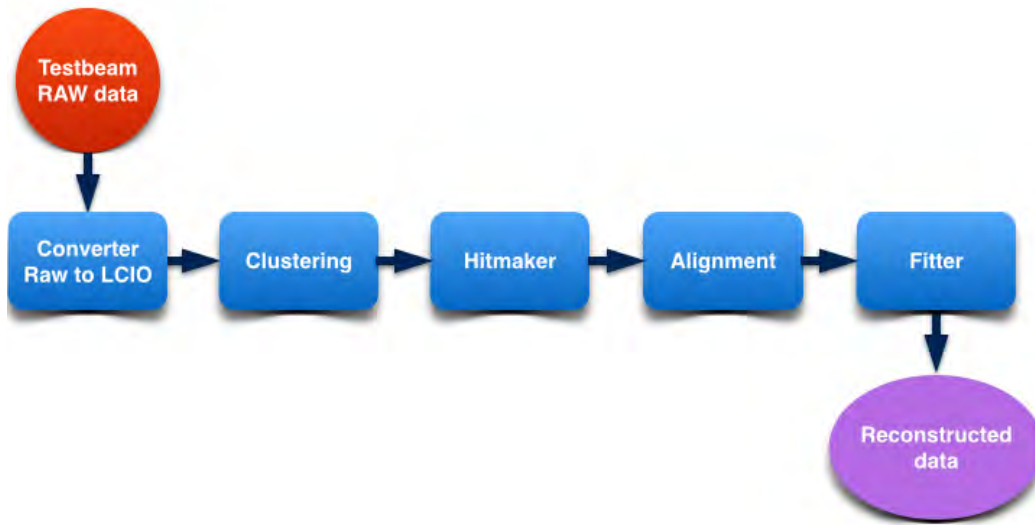 Testbeam
RAW data
Converter
Raw to LCIO
Clustering
Hitmaker
Alignment
Fitter
Reconstructed
data